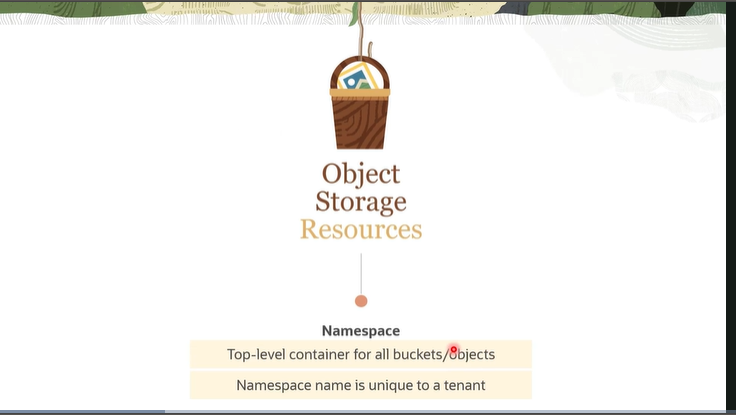 Object
Storage
Resources
Namespace
Top-level container for all buckets/objects
Namespace name is unique to a tenant